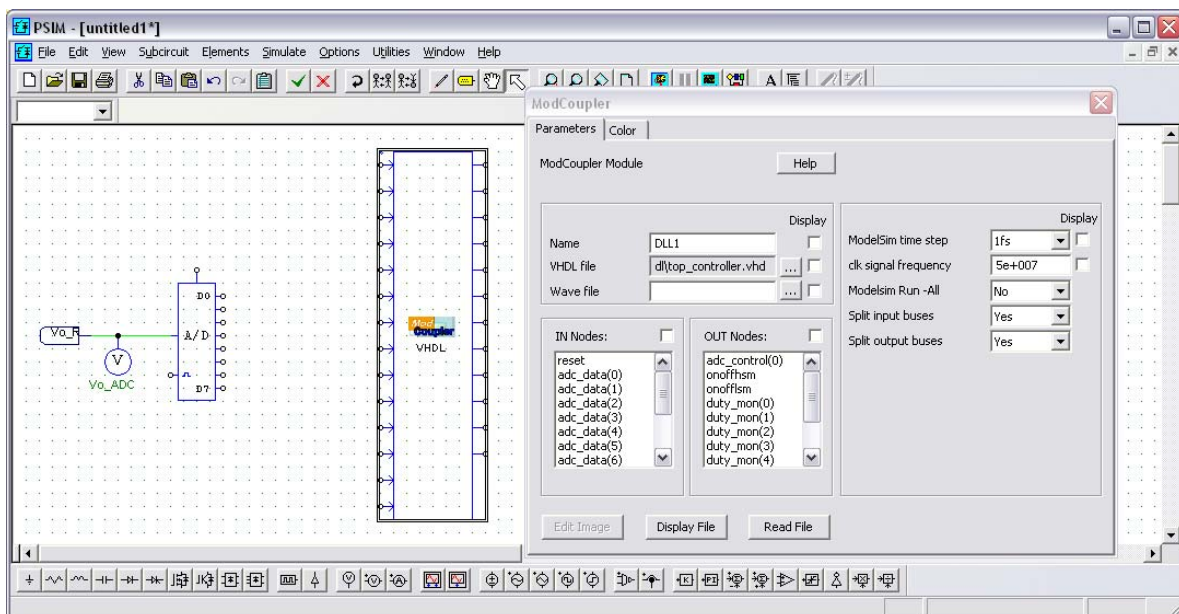 PSIM - [untitled1*]
File Edit View Subcircuit Elements Simulate Options Utilities Window Help
ModCoupler
Parameters Color
ModCoupler Module
Help
Display
Name DLL1
VHDL file dl\top_controller.vhd ...
Wave file ...
Display
ModelSim time step 1fs
clk signal frequency 5e+007
Modelsim Run -All No
Split input buses Yes
Split output buses Yes
IN Nodes:
reset
adc_data(0)
adc_data(1)
adc_data(2)
adc_data(3)
adc_data(4)
adc_data(5)
adc_data(6)
OUT Nodes:
adc_control(0)
onoffhsm
onofflsm
duty_mon(0)
duty_mon(1)
duty_mon(2)
duty_mon(3)
duty_mon(4)
Edit Image Display File Read File
D0
A/D
D7
V
Vo_ADC
Mod
Coupler
VHDL